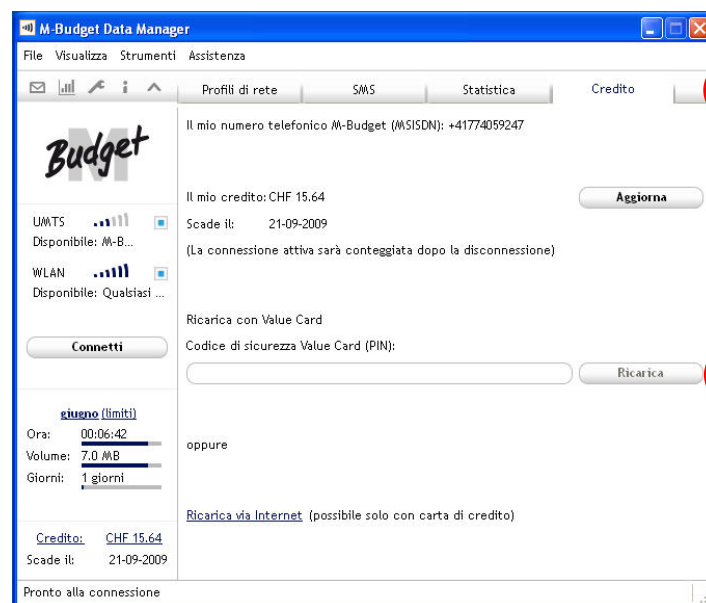 M-Budget Data Manager
File Visualizza Strumenti Assistenza
Profili di rete SMS Statistica Credito
M Budget
UMTS
Disponibile: M-B...
WLAN
Disponibile: Qualsiasi ...
Connetti
giugno (limiti)
Ora: 00:06:42
Volume: 7.0 MB
Giorni: 1 giorni
Credito: CHF 15.64
Scade il: 21-09-2009
Il mio numero telefonico M-Budget (MSISDN): +41774059247
Il mio credito: CHF 15.64 Aggiorna
Scade il: 21-09-2009
(La connessione attiva sarà conteggiata dopo la disconnessione)
Ricarica con Value Card
Codice di sicurezza Value Card (PIN):
Ricarica
oppure
Ricarica via Internet (possibile solo con carta di credito)
Pronto alla connessione